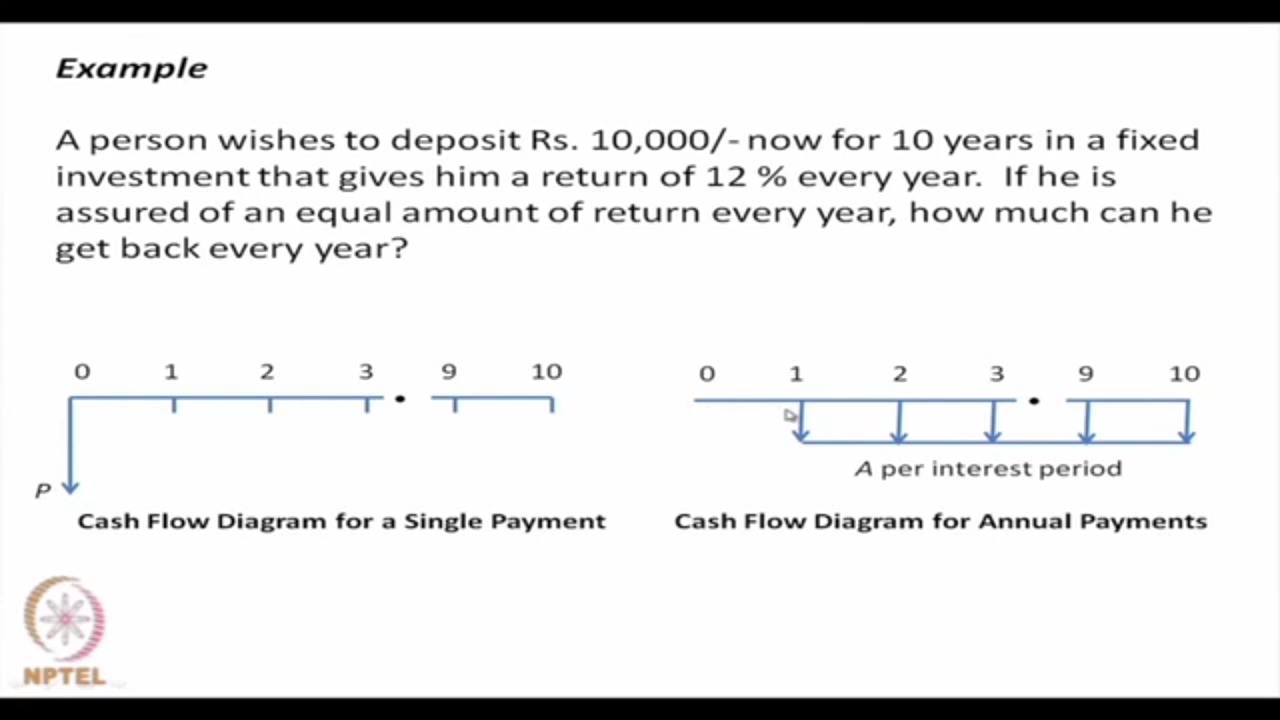 Example
A person wishes to deposit Rs. 10,000/- now for 10 years in a fixed
investment that gives him a return of 12 % every year. If he is
assured of an equal amount of return every year, how much can he
get back every year?
0 1 2 3 9 10
P
Cash Flow Diagram for a Single Payment
0 1 2 3 9 10
A per interest period
Cash Flow Diagram for Annual Payments
NPTEL